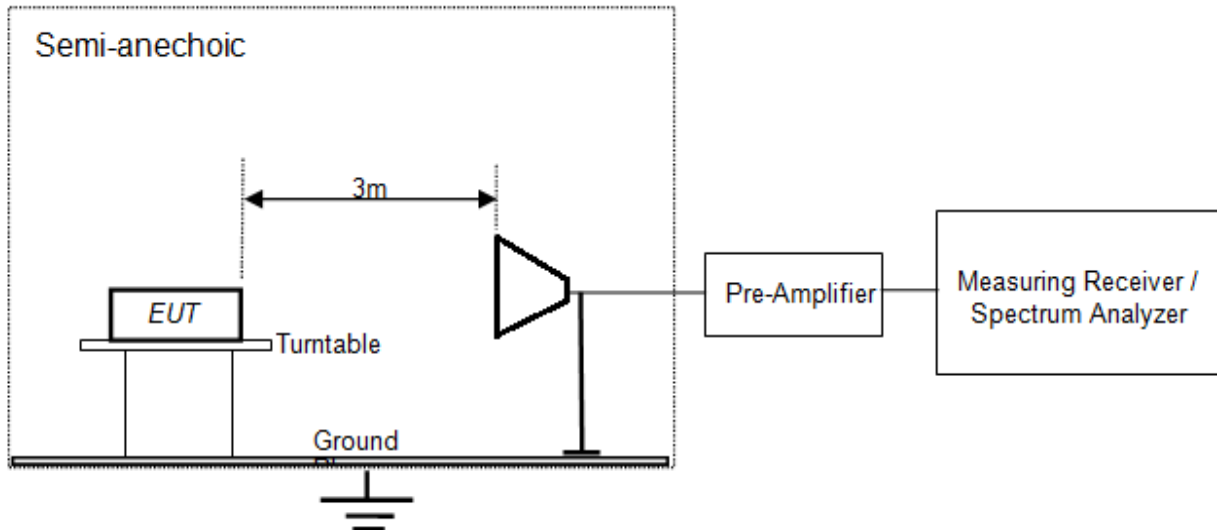 Semi-anechoic
3m
EUT
Turntable
Ground
Pre-Amplifier
Measuring Receiver /
Spectrum Analyzer